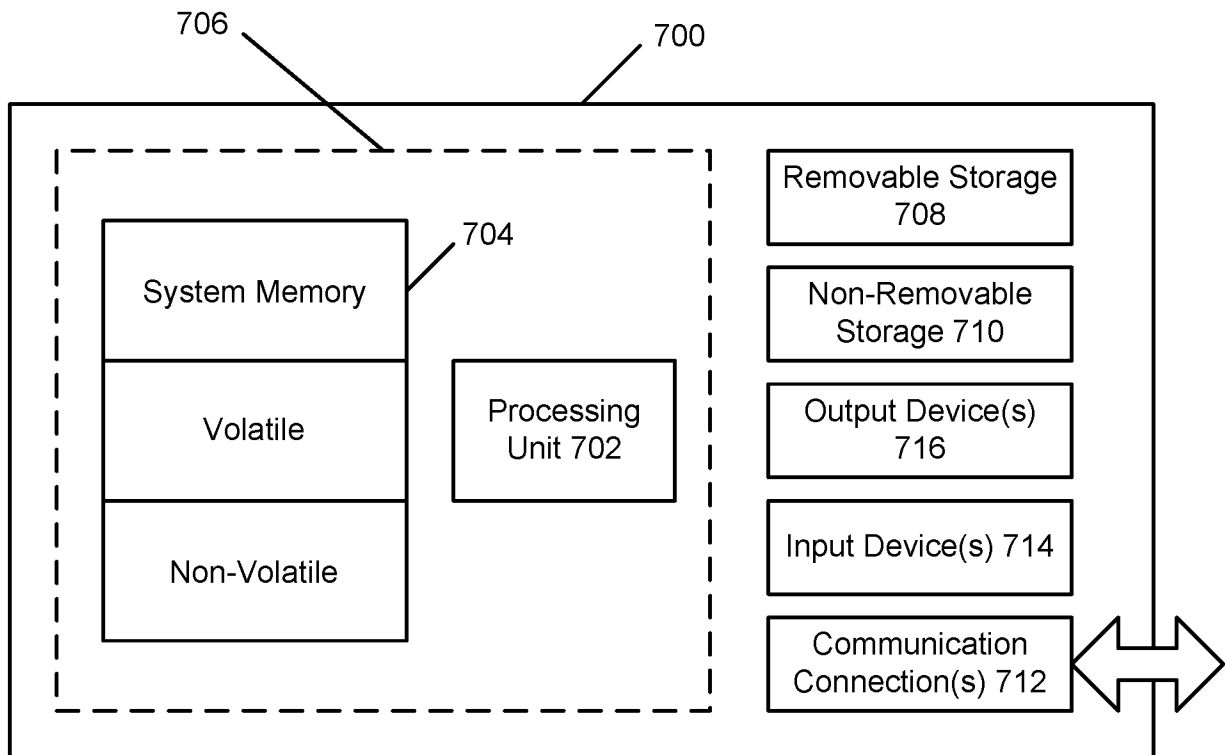 706
700
704
System Memory
Volatile
Non-Volatile
Processing
Unit 702
Removable Storage
708
Non-Removable
Storage 710
Output Device(s)
716
Input Device(s) 714
Communication
Connection(s) 712